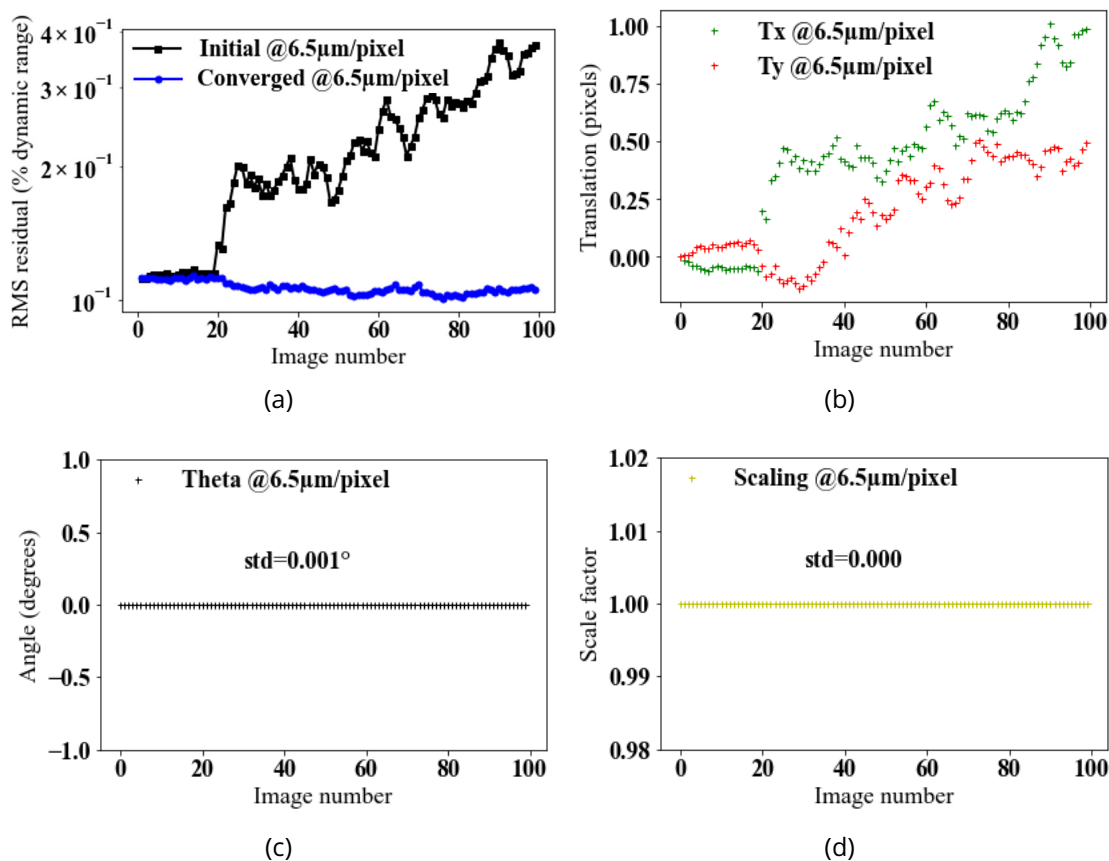 4 × 10⁻¹
3 × 10⁻¹
2 × 10⁻¹
10⁻¹
RMS residual (% dynamic range)
Initial @6.5μm/pixel
Converged @6.5μm/pixel
0 20 40 60 80 100
Image number
(a)
1.00
0.75
0.50
0.25
0.00
Translation (pixels)
Tx @6.5μm/pixel
Ty @6.5μm/pixel
0 20 40 60 80 100
Image number
(b)
1.0
0.5
0.0
−0.5
−1.0
Angle (degrees)
Theta @6.5μm/pixel
std=0.001°
0 20 40 60 80 100
Image number
(c)
1.02
1.01
1.00
0.99
0.98
Scale factor
Scaling @6.5μm/pixel
std=0.000
0 20 40 60 80 100
Image number
(d)